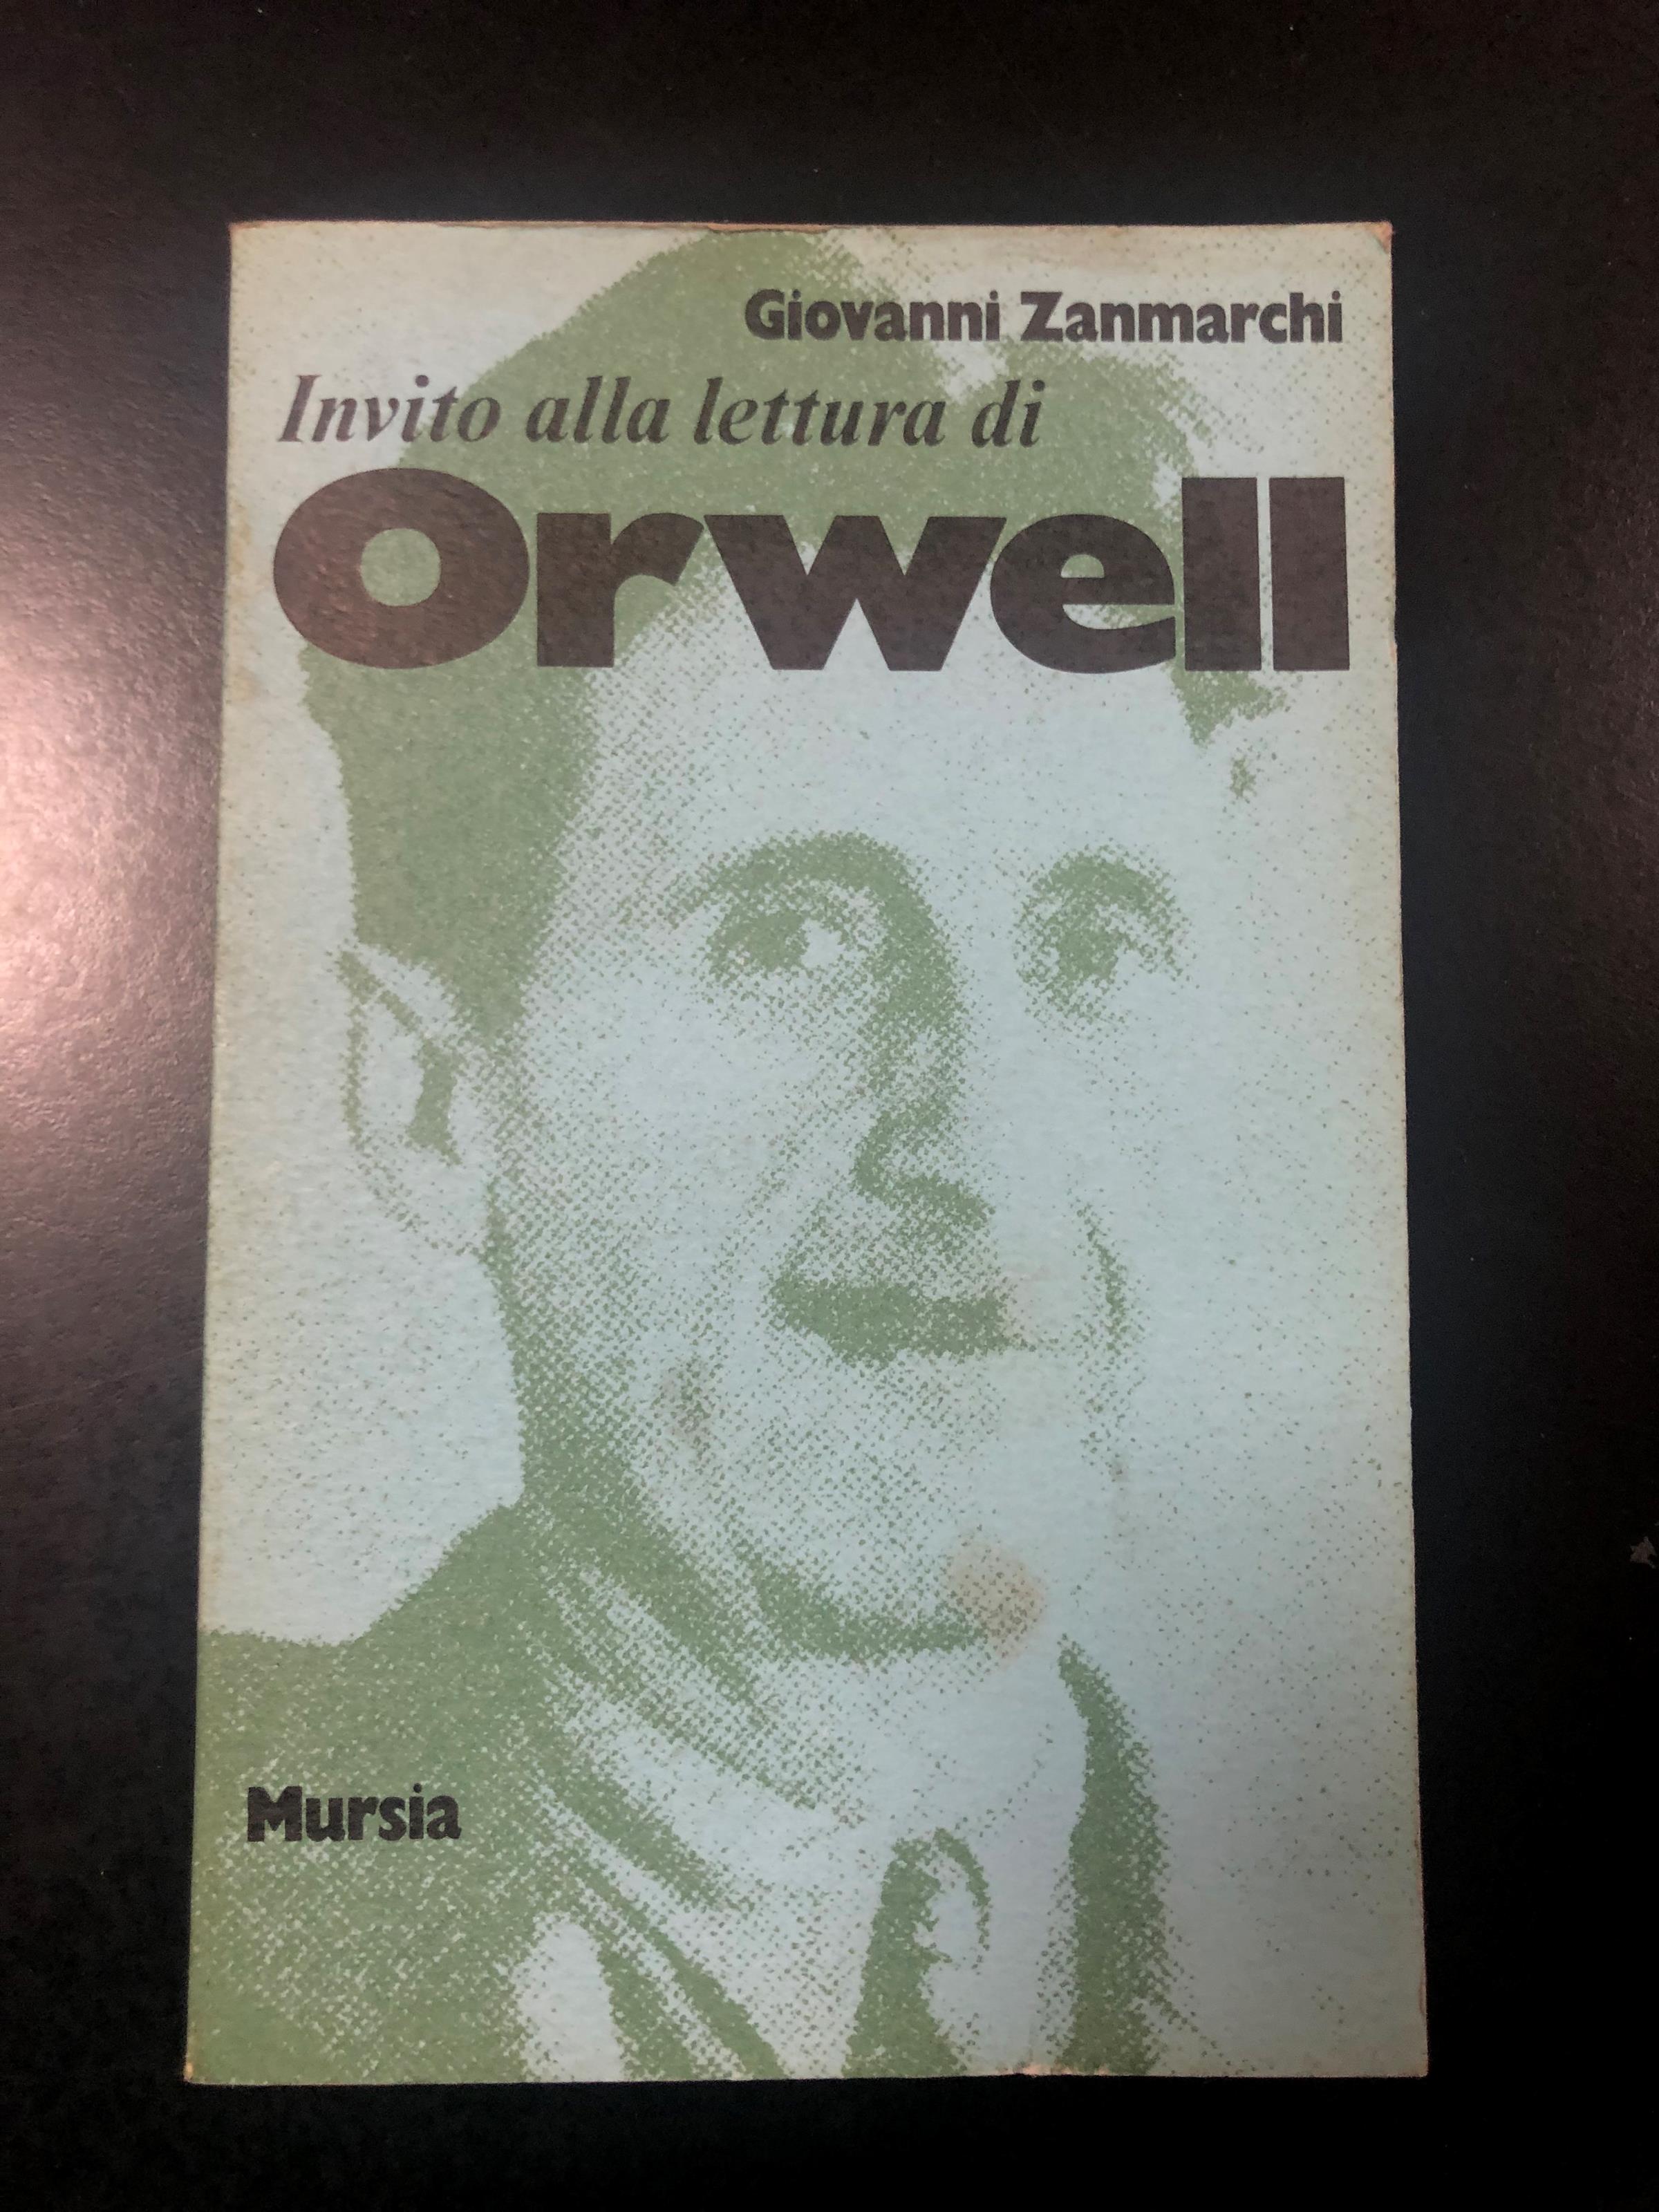 Giovanni Zanmarchi
Invito alla lettura di
Orwell
Mursia